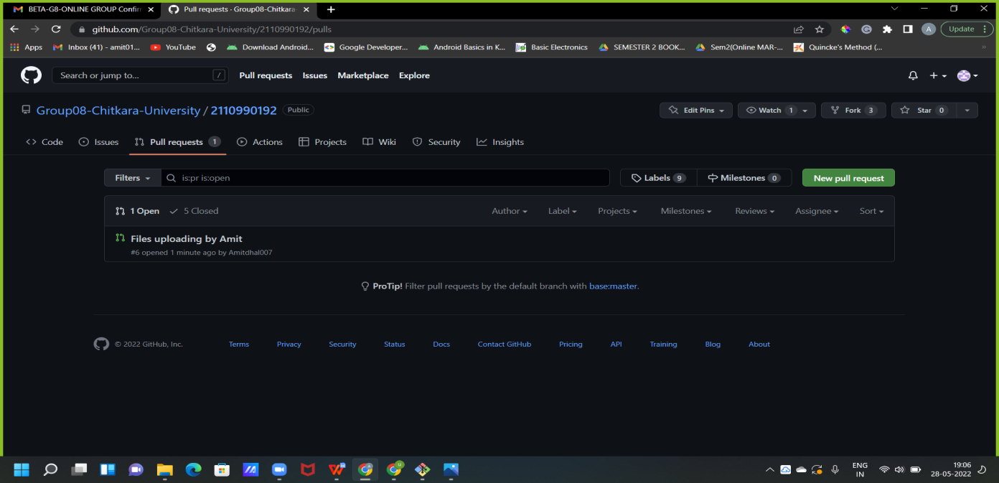 BETA-G8-ONLINE GROUP Confir
Pull requests · Group08-Chitkara-
github.com/Group08-Chitkara-University/2110990192/pulls
A
Update
Apps
Inbox (41) - amit01...
YouTube
Download Android...
Google Developer...
Android Basics in K...
Basic Electronics
SEMESTER 2 BOOK...
Sem2(Online MAR-...
Quincke's Method (...
»
Search or jump to...
/
Pull requests
Issues
Marketplace
Explore
Group08-Chitkara-University / 2110990192
Public
Edit Pins
Watch 1
Fork 3
Star 0
Code
Issues
Pull requests 1
Actions
Projects
Wiki
Security
Insights
Filters
is:pr is:open
Labels 9
Milestones 0
New pull request
1 Open
5 Closed
Author
Label
Projects
Milestones
Reviews
Assignee
Sort
Files uploading by Amit
#6 opened 1 minute ago by Amitdhal007
ProTip! Filter pull requests by the default branch with base:master.
© 2022 GitHub, Inc.
Terms
Privacy
Security
Status
Docs
Contact GitHub
Pricing
API
Training
Blog
About
ENG
IN
19:06
28-05-2022